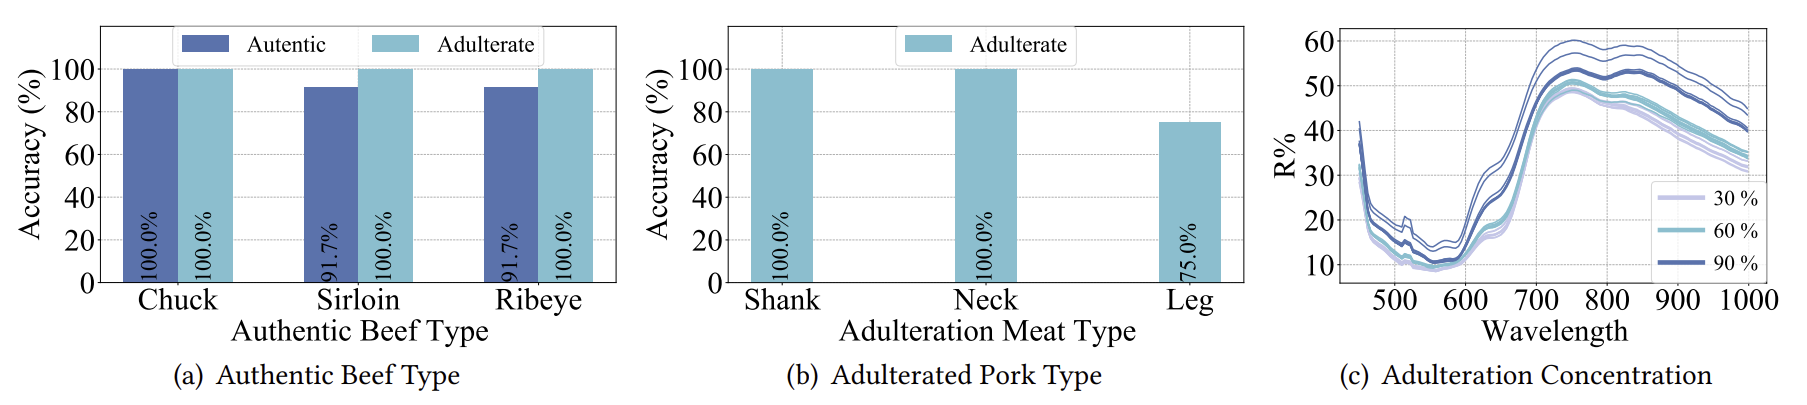 Autentic Adulterate
Accuracy (%)
100
80
60
40
20
0
100.0% 100.0% 91.7% 100.0% 91.7% 100.0%
Chuck Sirloin Ribeye
Authentic Beef Type
(a) Authentic Beef Type
Adulterate
Accuracy (%)
100
80
60
40
20
0
100.0% 100.0% 75.0%
Shank Neck Leg
Adulteration Meat Type
(b) Adulterated Pork Type
R%
60
50
40
30
20
10
30 %
60 %
90 %
500 600 700 800 900 1000
Wavelength
(c) Adulteration Concentration